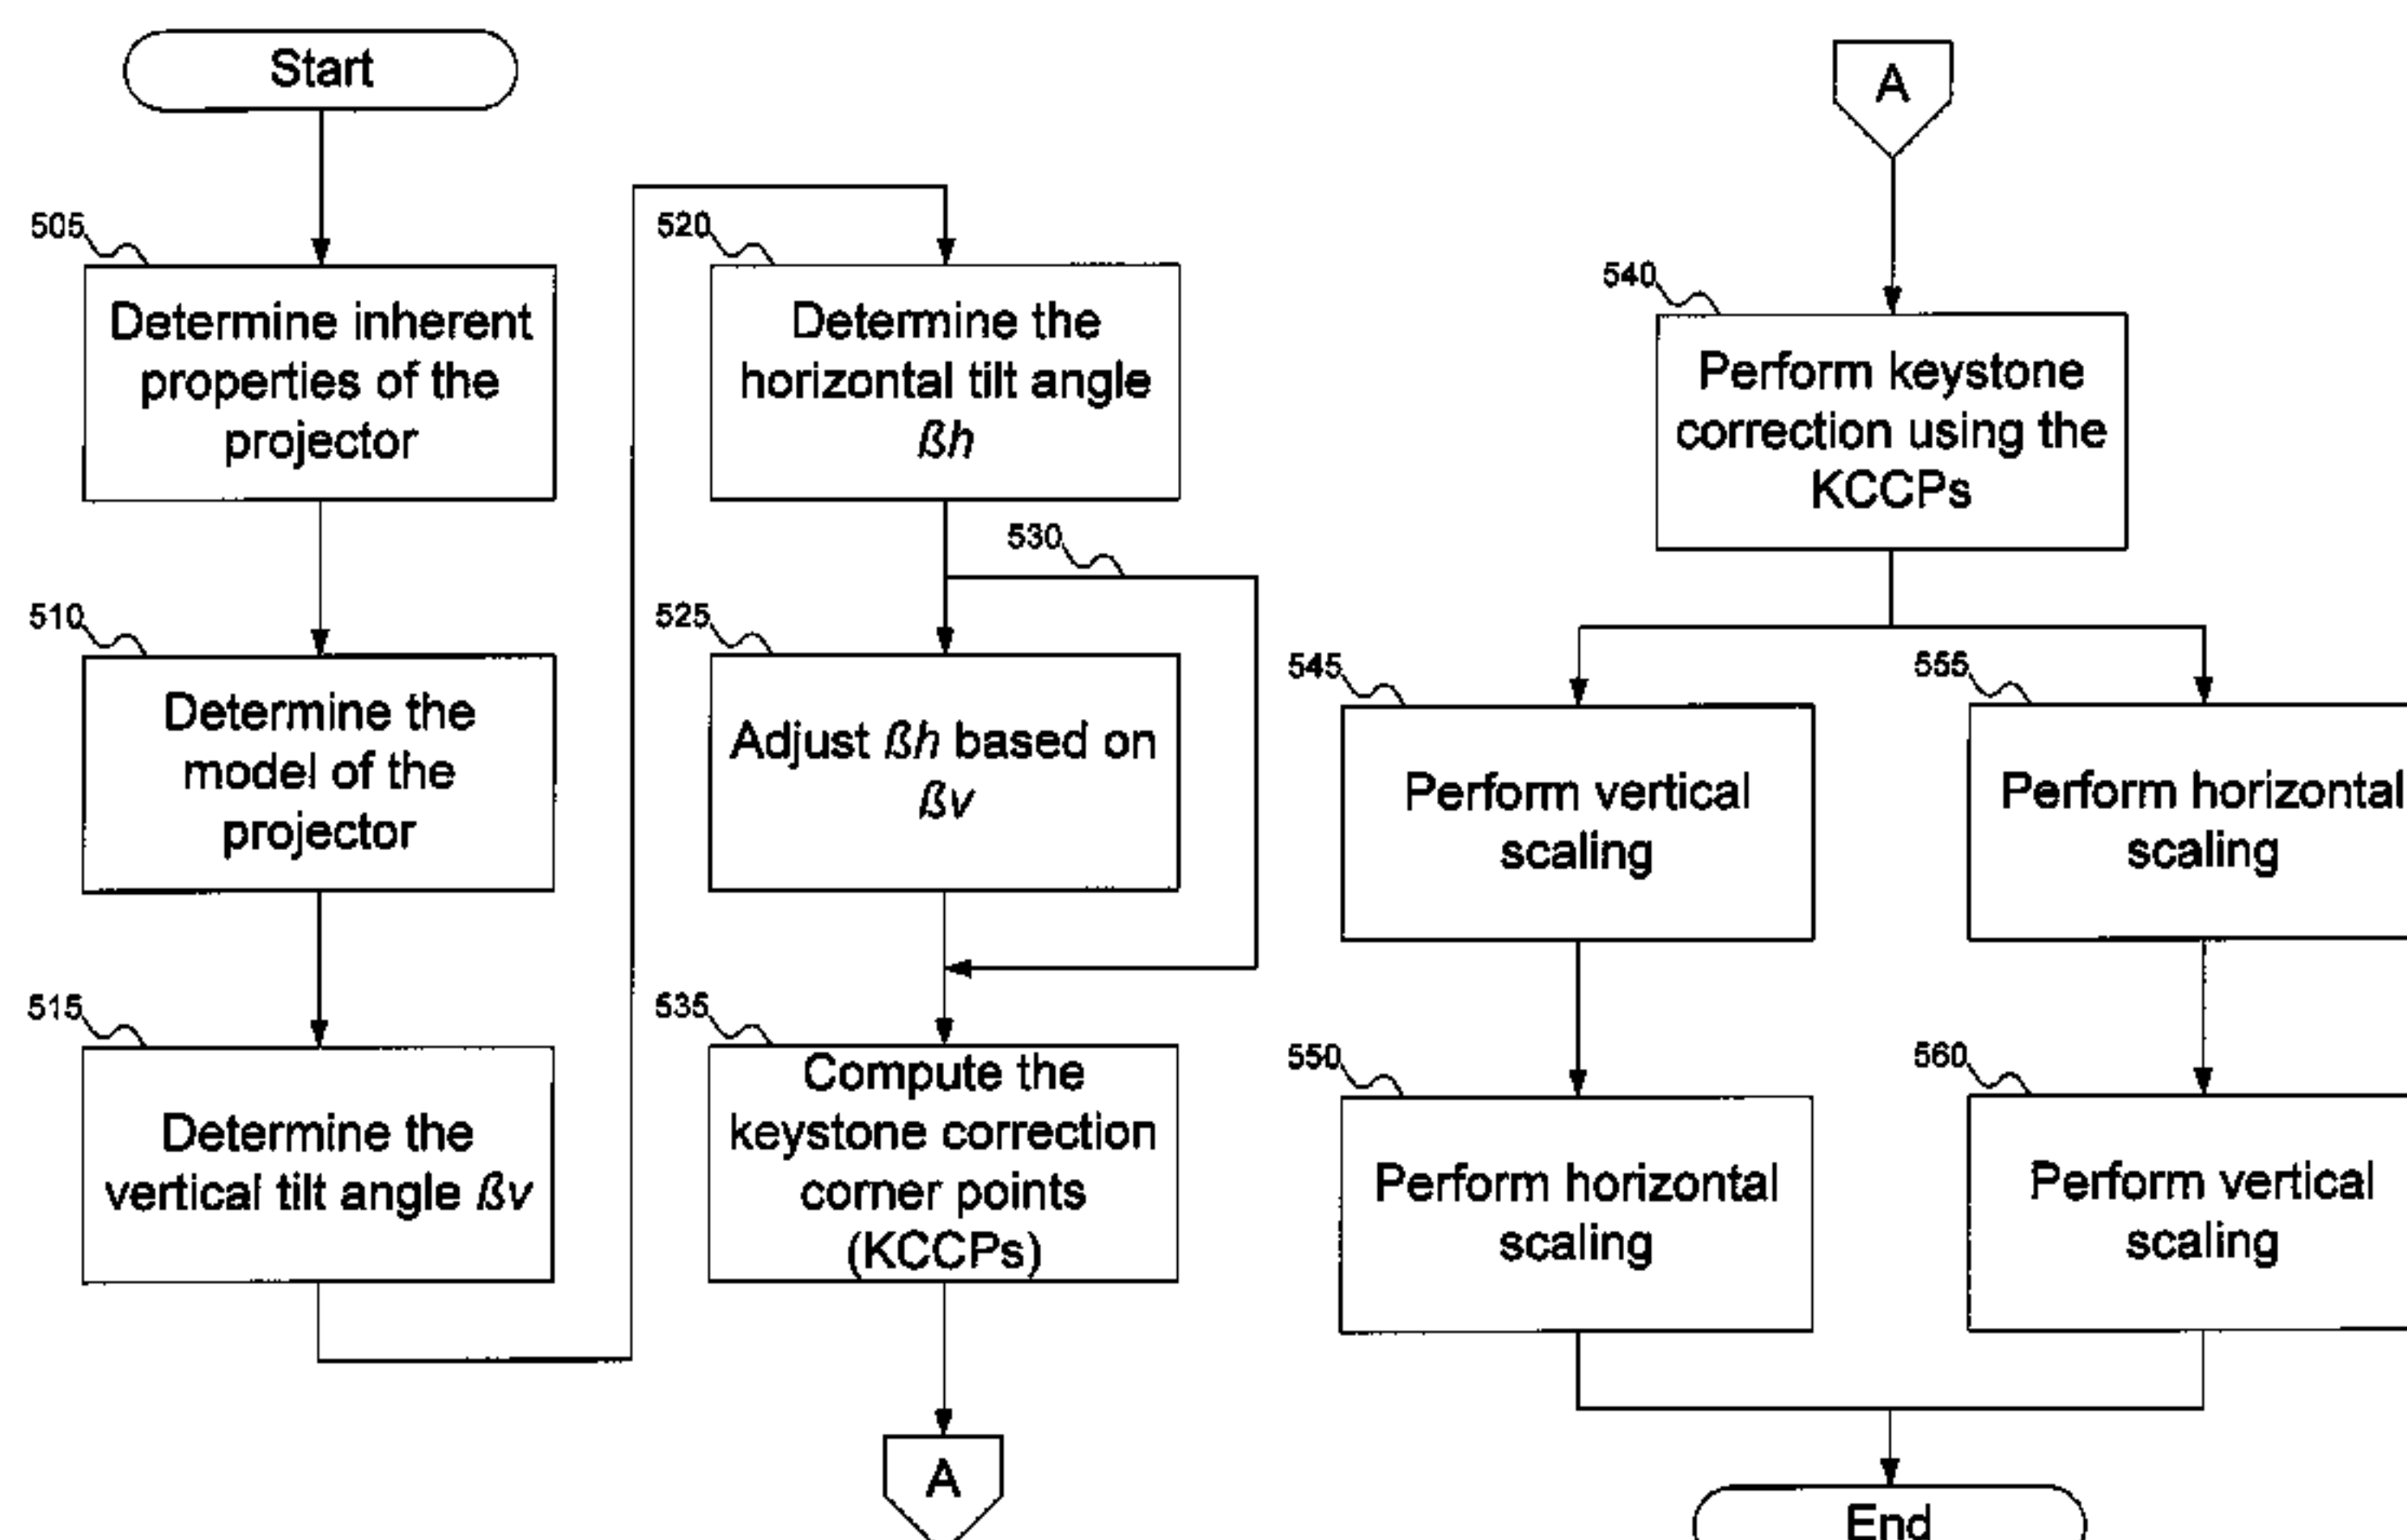 Start
505
Determine inherent
properties of the
projector
510
Determine the
model of the
projector
515
Determine the
vertical tilt angle ßv
520
Determine the
horizontal tilt angle
ßh
530
525
Adjust ßh based on
ßv
535
Compute the
keystone correction
corner points
(KCCPs)
A
A
540
Perform keystone
correction using the
KCCPs
545
Perform vertical
scaling
550
Perform horizontal
scaling
555
Perform horizontal
scaling
560
Perform vertical
scaling
End